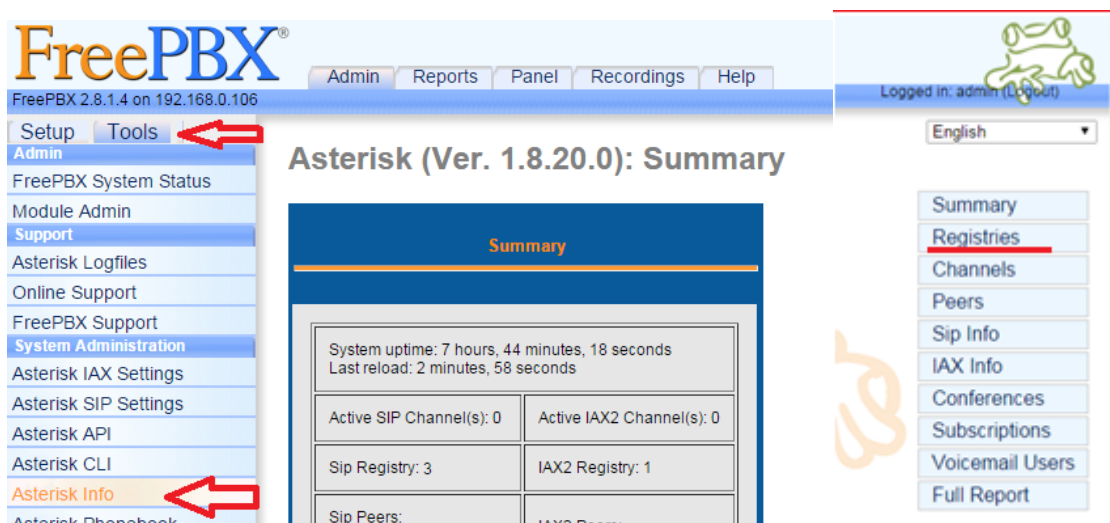 FreePBX®
Admin Reports Panel Recordings Help
FreePBX 2.8.1.4 on 192.168.0.106
Logged in: admin (Logout)
English
Setup Tools
Admin
FreePBX System Status
Module Admin
Support
Asterisk Logfiles
Online Support
FreePBX Support
System Administration
Asterisk IAX Settings
Asterisk SIP Settings
Asterisk API
Asterisk CLI
Asterisk Info
Asterisk Phonebook
Asterisk (Ver. 1.8.20.0): Summary
Summary
System uptime: 7 hours, 44 minutes, 18 seconds
Last reload: 2 minutes, 58 seconds
Active SIP Channel(s): 0 Active IAX2 Channel(s): 0
Sip Registry: 3 IAX2 Registry: 1
Sip Peers:
IAX2 Peers:
Summary
Registries
Channels
Peers
Sip Info
IAX Info
Conferences
Subscriptions
Voicemail Users
Full Report